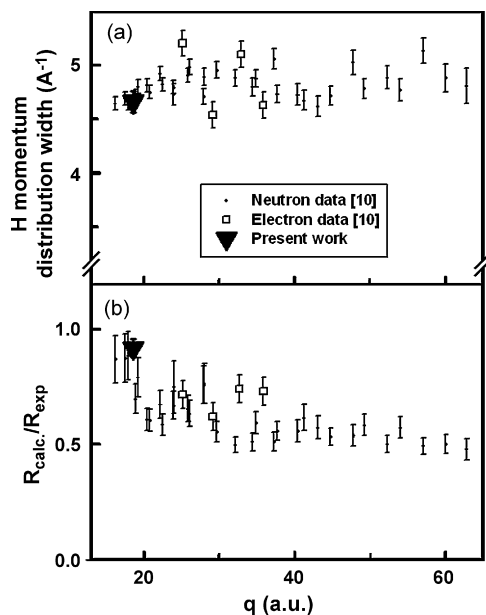 (a)
H momentum
distribution width (A⁻¹)
5
4
Neutron data [10]
Electron data [10]
Present work
(b)
R_calc./R_exp
1.0
0.5
0.0
20 40 60
q (a.u.)